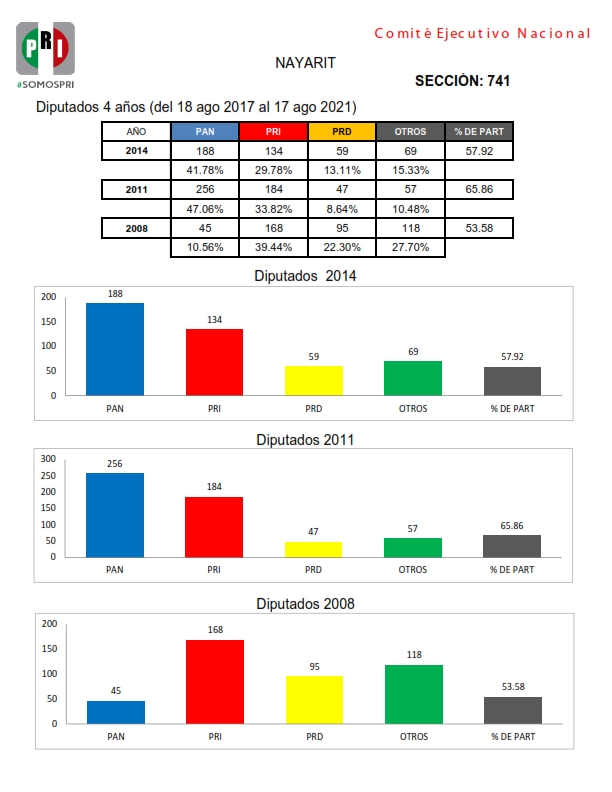 Comité Ejecutivo Nacional
PRI
#SOMOSPRI
NAYARIT
SECCIÓN: 741
Diputados 4 años (del 18 ago 2017 al 17 ago 2021)
AÑO PAN PRI PRD OTROS % DE PART
2014 188 134 59 69 57.92
41.78% 29.78% 13.11% 15.33%
2011 256 184 47 57 65.86
47.06% 33.82% 8.64% 10.48%
2008 45 168 95 118 53.58
10.56% 39.44% 22.30% 27.70%
Diputados 2014
200
150
100
50
0
188 134 59 69 57.92
PAN PRI PRD OTROS % DE PART
Diputados 2011
300
250
200
150
100
50
0
256 184 47 57 65.86
PAN PRI PRD OTROS % DE PART
Diputados 2008
200
150
100
50
0
45 168 95 118 53.58
PAN PRI PRD OTROS % DE PART